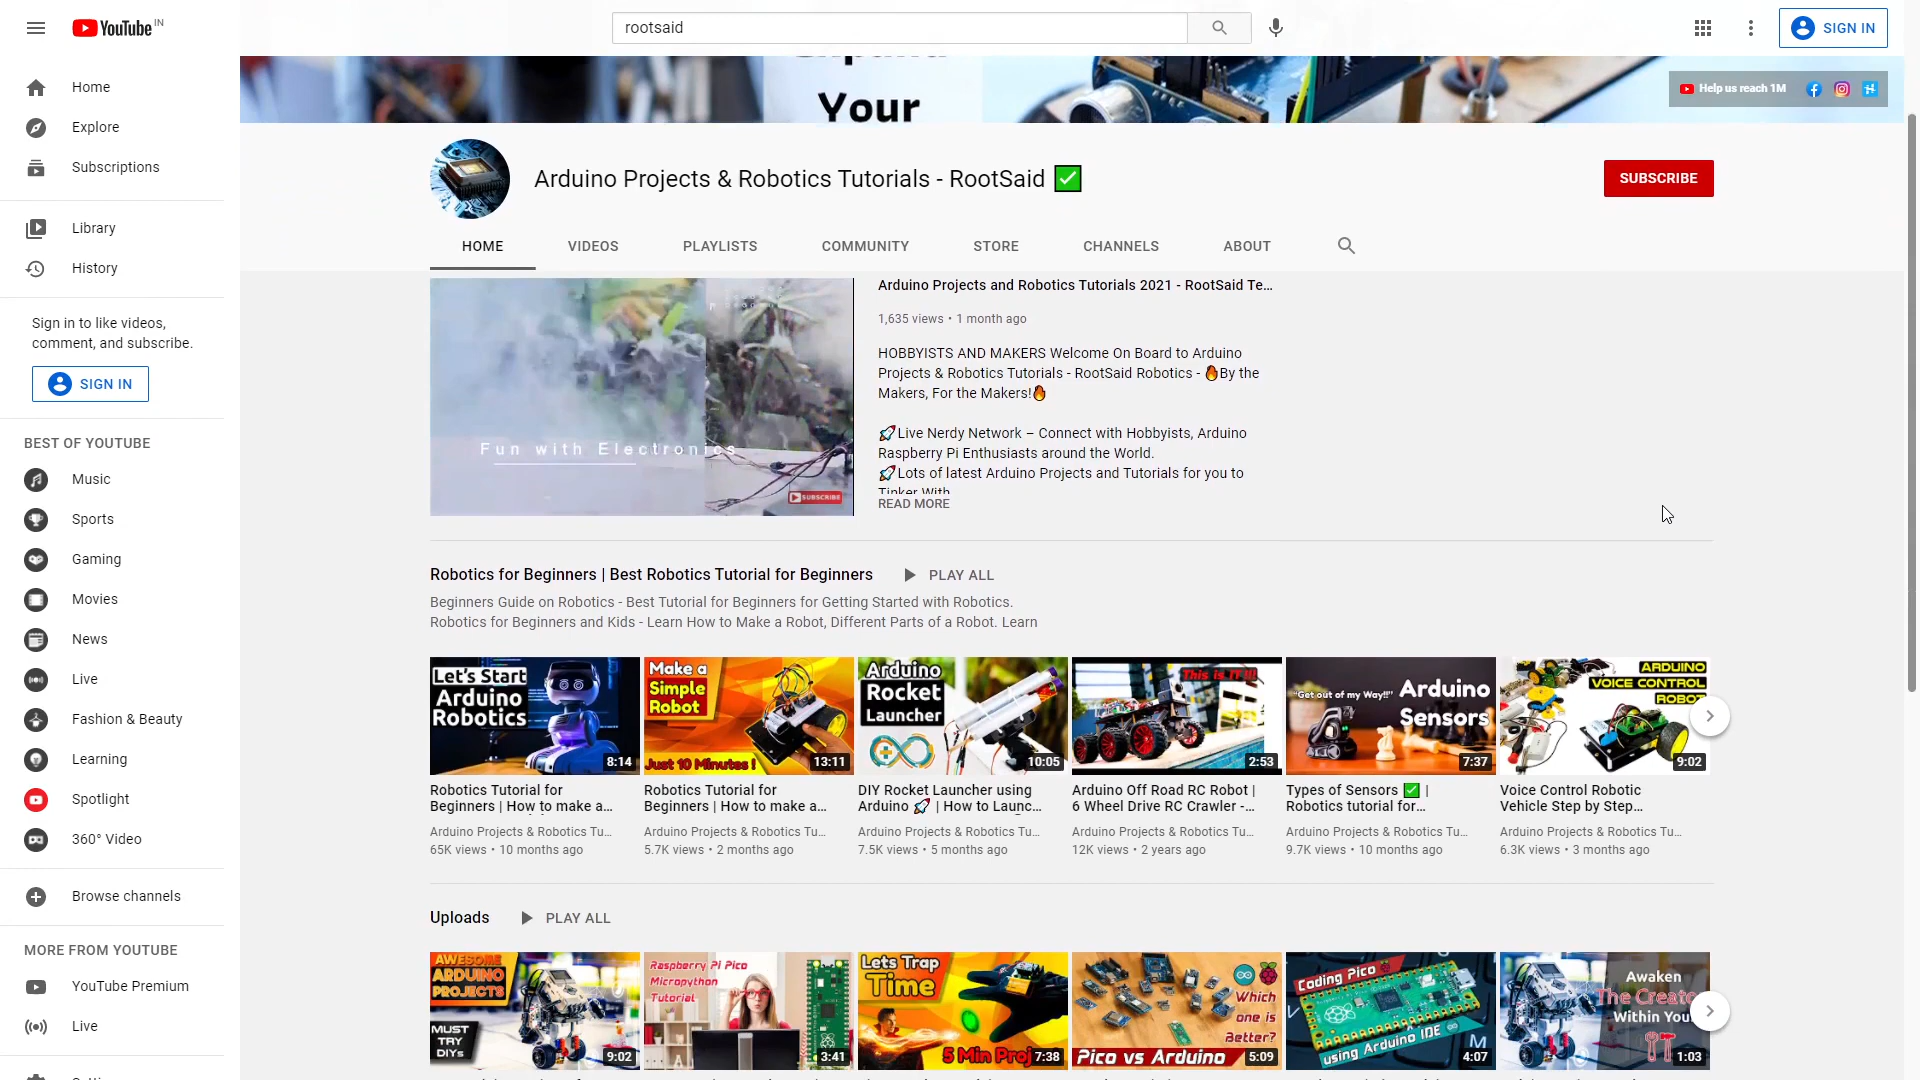 YouTube IN
rootsaid
SIGN IN
Home
Explore
Subscriptions
Library
History
Sign in to like videos,
comment, and subscribe.
SIGN IN
BEST OF YOUTUBE
Music
Sports
Gaming
Movies
News
Live
Fashion & Beauty
Learning
Spotlight
360° Video
Browse channels
MORE FROM YOUTUBE
YouTube Premium
Live
Your
Help us reach 1M
Arduino Projects & Robotics Tutorials - RootSaid ✅
SUBSCRIBE
HOME VIDEOS PLAYLISTS COMMUNITY STORE CHANNELS ABOUT
Fun with Electronics
SUBSCRIBE
Arduino Projects and Robotics Tutorials 2021 - RootSaid Te...
1,635 views • 1 month ago
HOBBYISTS AND MAKERS Welcome On Board to Arduino
Projects & Robotics Tutorials - RootSaid Robotics - 🔥By the
Makers, For the Makers!🔥
🚀Live Nerdy Network – Connect with Hobbyists, Arduino
Raspberry Pi Enthusiasts around the World.
🚀Lots of latest Arduino Projects and Tutorials for you to
Tinker With
READ MORE
Robotics for Beginners | Best Robotics Tutorial for Beginners PLAY ALL
Beginners Guide on Robotics - Best Tutorial for Beginners for Getting Started with Robotics.
Robotics for Beginners and Kids - Learn How to Make a Robot, Different Parts of a Robot. Learn
Let's Start
Arduino
Robotics
8:14
Robotics Tutorial for
Beginners | How to make a...
Arduino Projects & Robotics Tu...
65K views • 10 months ago
Make a
Simple
Robot
Just 10 Minutes !
13:11
Robotics Tutorial for
Beginners | How to make a...
Arduino Projects & Robotics Tu...
5.7K views • 2 months ago
Arduino
Rocket
Launcher
10:05
DIY Rocket Launcher using
Arduino 🚀 | How to Launc...
Arduino Projects & Robotics Tu...
7.5K views • 5 months ago
This is IT!!!
2:53
Arduino Off Road RC Robot |
6 Wheel Drive RC Crawler -...
Arduino Projects & Robotics Tu...
12K views • 2 years ago
"Get out of my Way!!"
Arduino
Sensors
7:37
Types of Sensors ✅ |
Robotics tutorial for...
Arduino Projects & Robotics Tu...
9.7K views • 10 months ago
ARDUINO
VOICE CONTROL
ROBOT
9:02
Voice Control Robotic
Vehicle Step by Step...
Arduino Projects & Robotics Tu...
6.3K views • 3 months ago
Uploads PLAY ALL
AWESOME
ARDUINO
PROJECTS
MUST
TRY
DIYs
9:02
Raspberry Pi Pico
Micropython
Tutorial
3:41
Lets Trap
Time
5 Min Proj
7:38
Which
one is
Better?
Pico vs Arduino
5:09
Coding Pico
using Arduino IDE
4:07
Awaken
The Creato
Within You
1:03